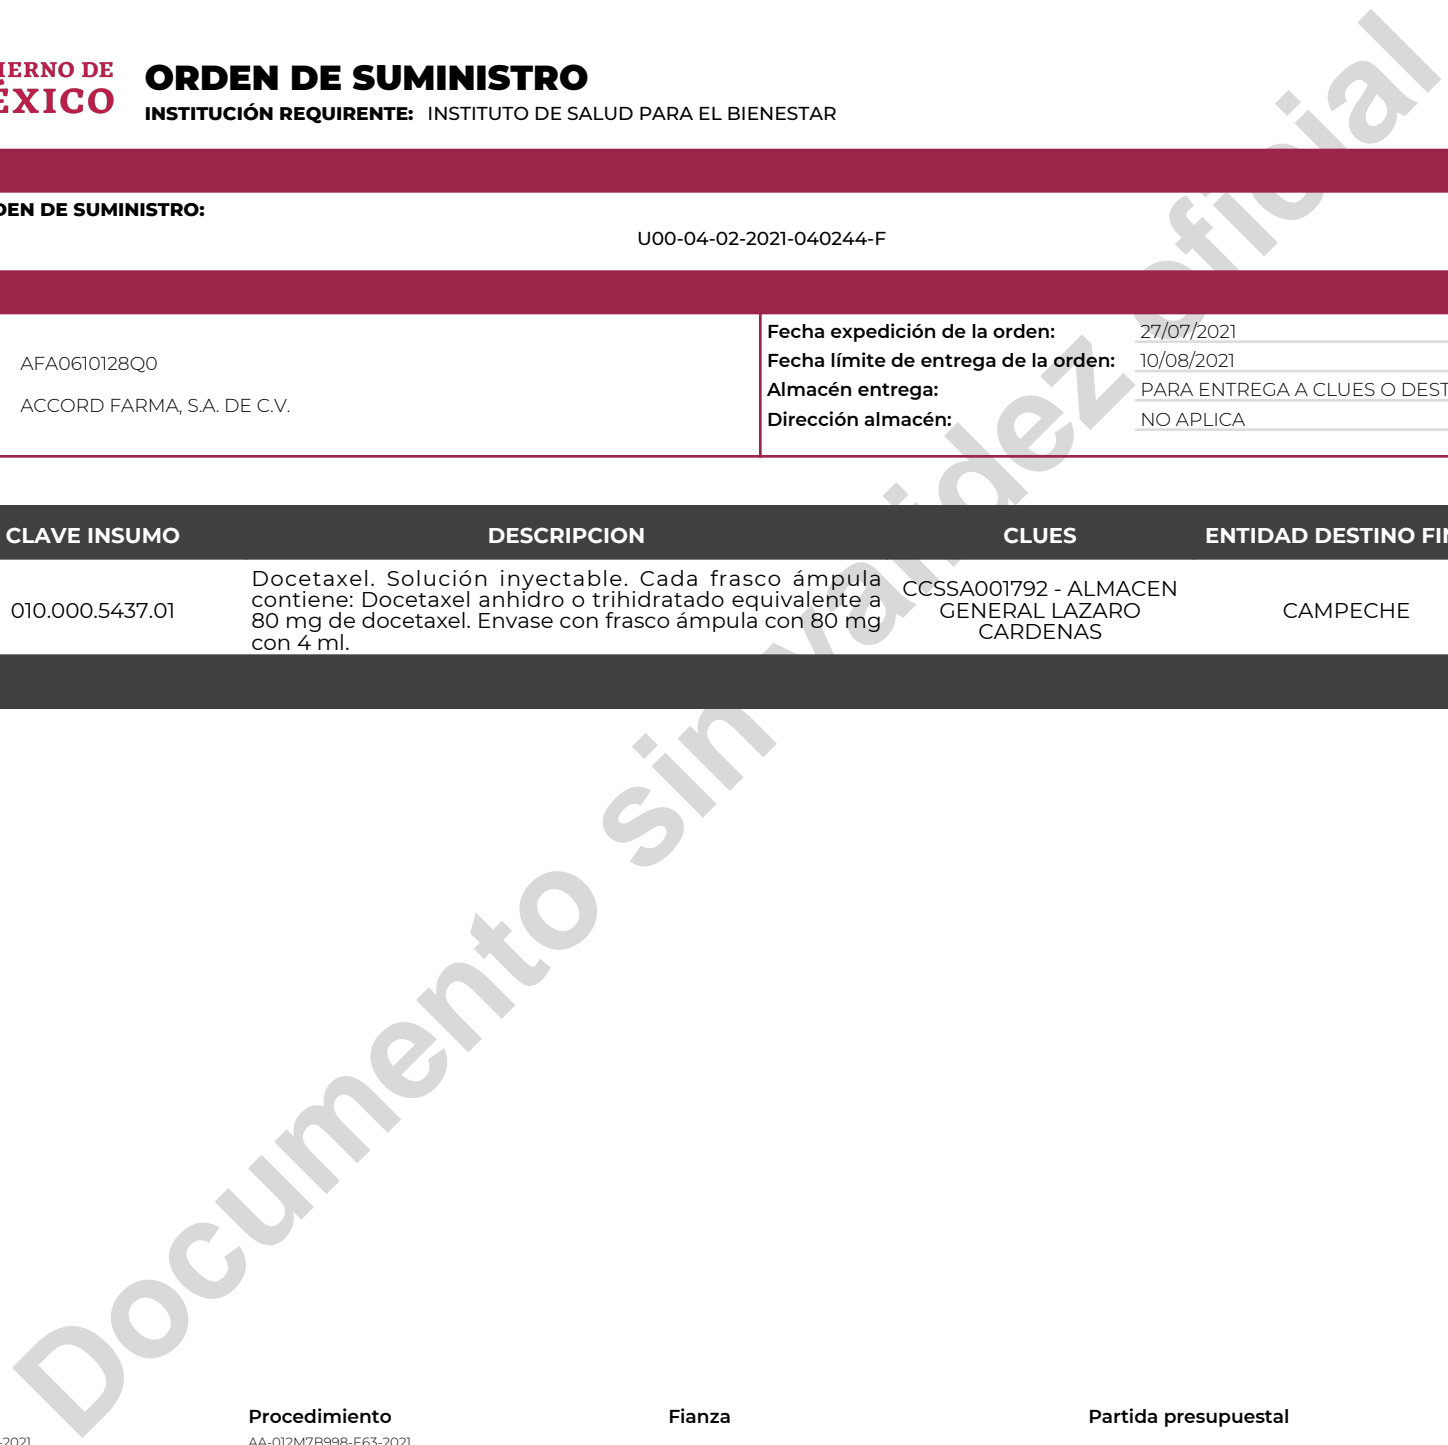 ORDEN DE SUMINISTRO
INSTITUCIÓN REQUIRENTE: INSTITUTO DE SALUD PARA EL BIENESTAR
DE
MÉXICO
DE SUMINISTRO:
U00-04-02-2021-040244-F
AFA0610128Q0
ACCORD FARMA, S.A. DE C.V.
Fecha expedición de la orden: 27/07/2021
Fecha límite de entrega de la orden: 10/08/2021
Almacén entrega: PARA ENTREGA A CLUES O
Dirección almacén: NO APLICA
CLAVE INSUMO DESCRIPCION CLUES ENTIDAD DESTINO
010.000.5437.01
Docetaxel. Solución inyectable. Cada frasco ámpula
contiene: Docetaxel anhidro o trihidratado equivalente a
80 mg de docetaxel. Envase con frasco ámpula con 80 mg
con 4 ml.
CCSSA001792 - ALMACEN
GENERAL LAZARO
CARDENAS
CAMPECHE
Documento sin validez oficial
Procedimiento Fianza Partida presupuestal
AA-012M7B998-E63-2021